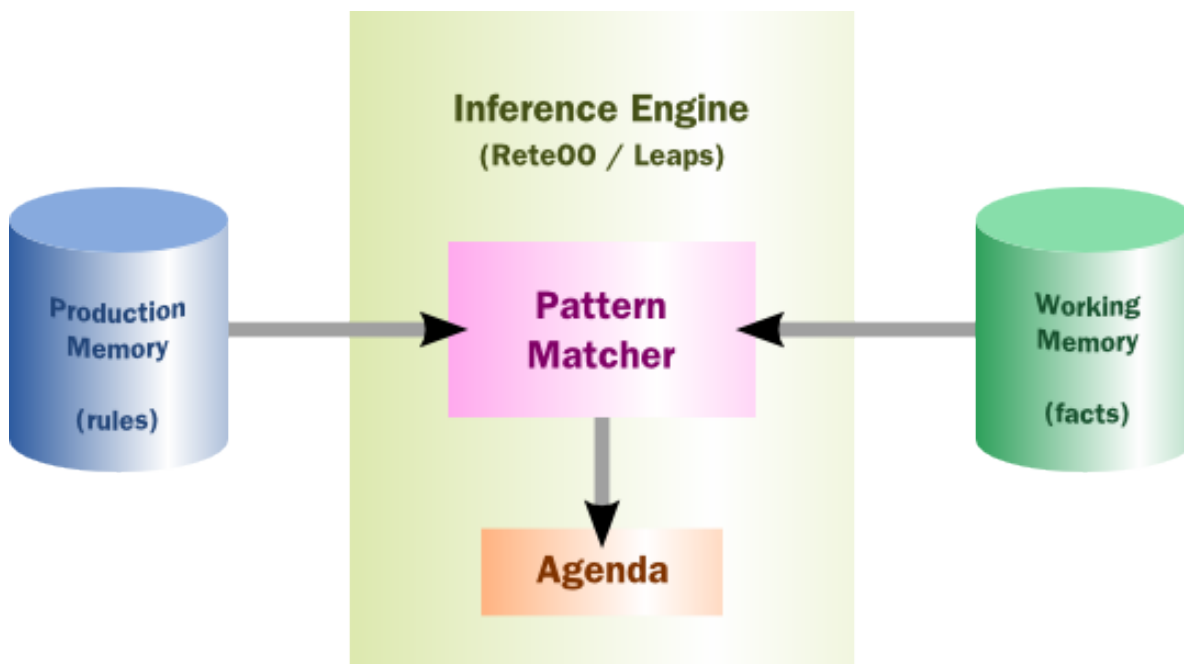 Inference Engine
(ReteOO / Leaps)
Production
Memory
(rules)
Pattern
Matcher
Working
Memory
(facts)
Agenda